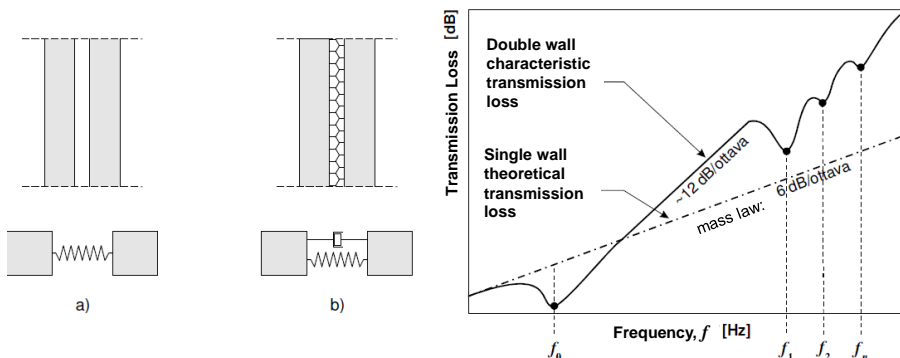 a)
b)
Transmission Loss [dB]
Double wall
characteristic
transmission
loss
Single wall
theoretical
transmission
loss
~12 dB/ottava
mass law: 6 dB/ottava
Frequency, f [Hz]
f0
f1
f2
fn